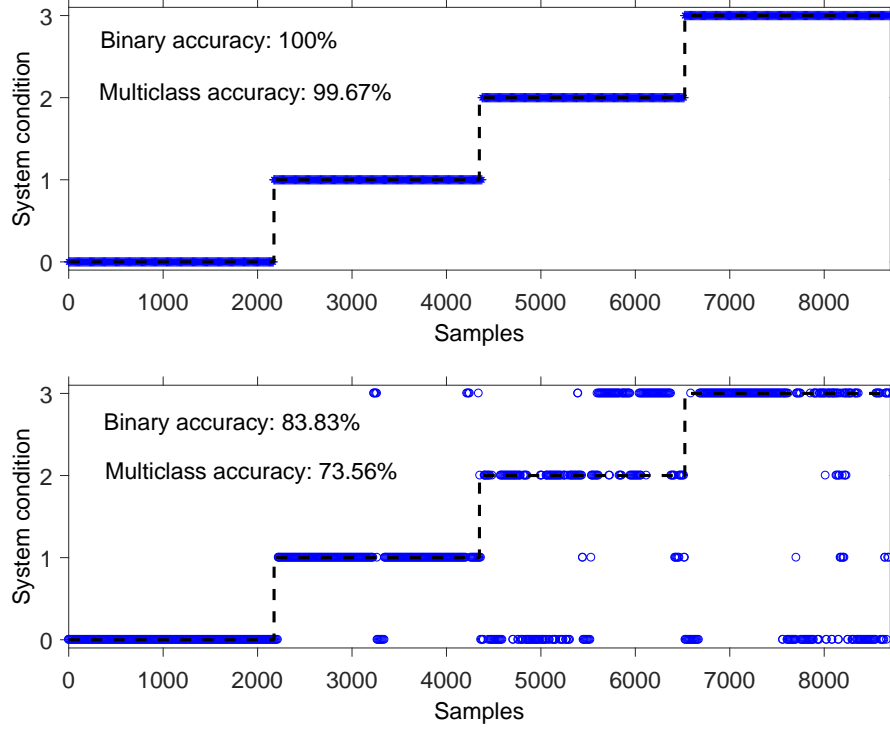 3
Binary accuracy: 100%
Multiclass accuracy: 99.67%
2
System condition
1
0
0 1000 2000 3000 4000 5000 6000 7000 8000
Samples
3
Binary accuracy: 83.83%
Multiclass accuracy: 73.56%
2
System condition
1
0
0 1000 2000 3000 4000 5000 6000 7000 8000
Samples